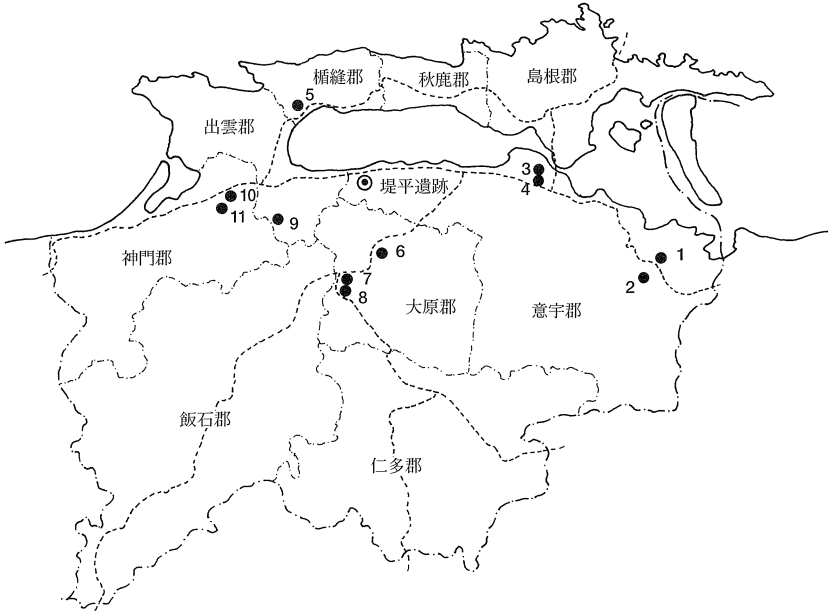 楯縫郡
秋鹿郡
島根郡
5
出雲郡
3
4
堤平遺跡
10
11
9
神門郡
6
7
8
大原郡
意宇郡
1
2
飯石郡
仁多郡